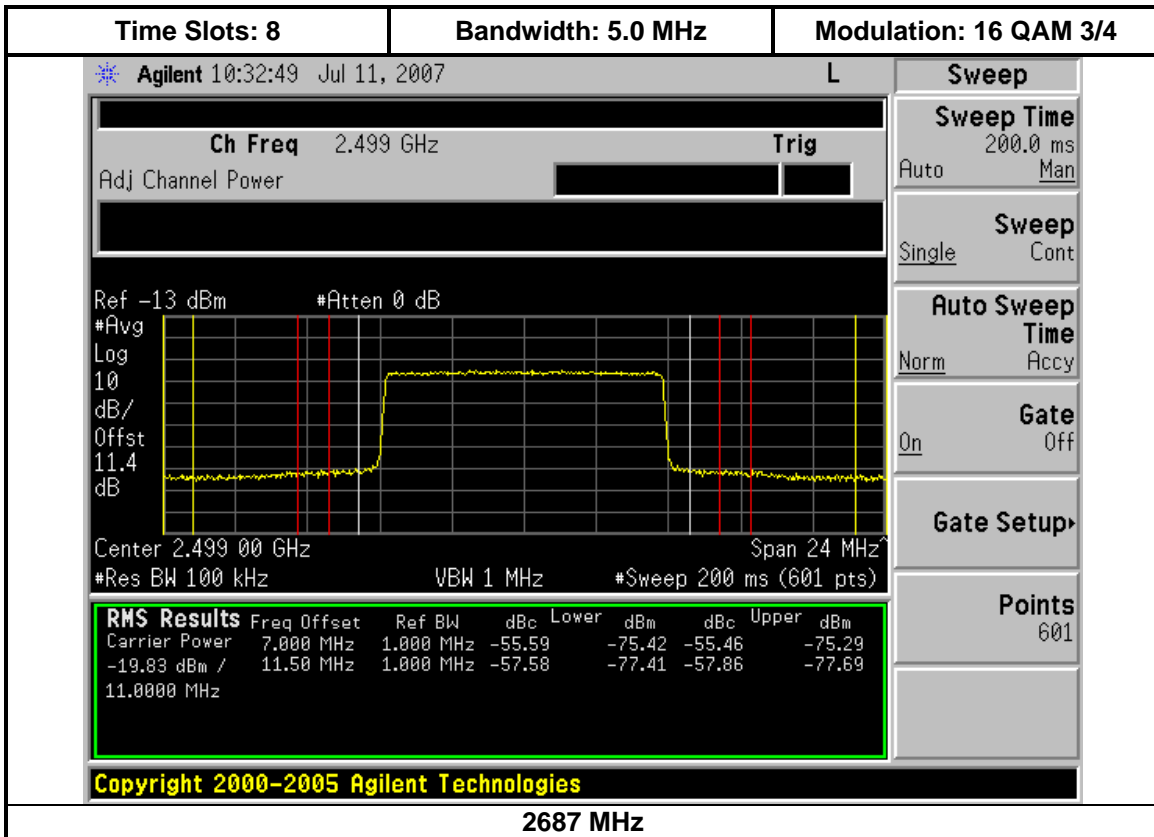 Time Slots: 8 Bandwidth: 5.0 MHz Modulation: 16 QAM 3/4
Agilent 10:32:49 Jul 11, 2007 L Sweep
Ch Freq 2.499 GHz Trig
Adj Channel Power
Sweep Time
200.0 ms
Auto Man
Sweep
Single Cont
Ref -13 dBm #Atten 0 dB
#Avg
Log
10
dB/
Offst
11.4
dB
Auto Sweep
Time
Norm Accy
Gate
On Off
Gate Setup▸
Center 2.499 00 GHz Span 24 MHz^
#Res BW 100 kHz VBW 1 MHz #Sweep 200 ms (601 pts)
Points
601
RMS Results Freq Offset Ref BW dBc Lower dBm dBc Upper dBm
Carrier Power 7.000 MHz 1.000 MHz -55.59 -75.42 -55.46 -75.29
-19.83 dBm / 11.50 MHz 1.000 MHz -57.58 -77.41 -57.86 -77.69
11.0000 MHz
Copyright 2000-2005 Agilent Technologies
2687 MHz